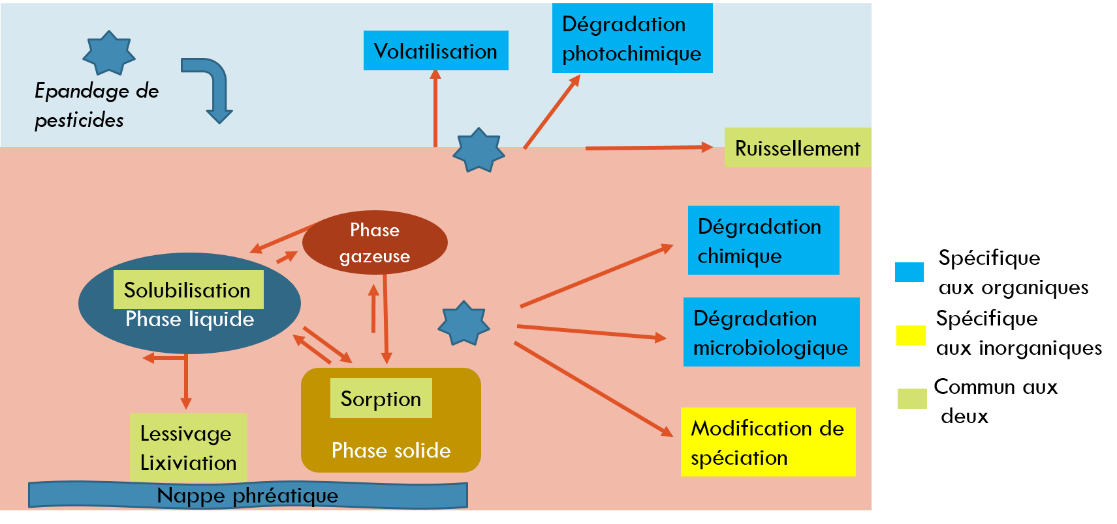 Epandage de
pesticides
Volatilisation
Dégradation
photochimique
Ruissellement
Phase
gazeuse
Solubilisation
Phase liquide
Sorption
Phase solide
Lessivage
Lixiviation
Nappe phréatique
Dégradation
chimique
Dégradation
microbiologique
Modification de
spéciation
Spécifique
aux organiques
Spécifique
aux inorganiques
Commun aux
deux